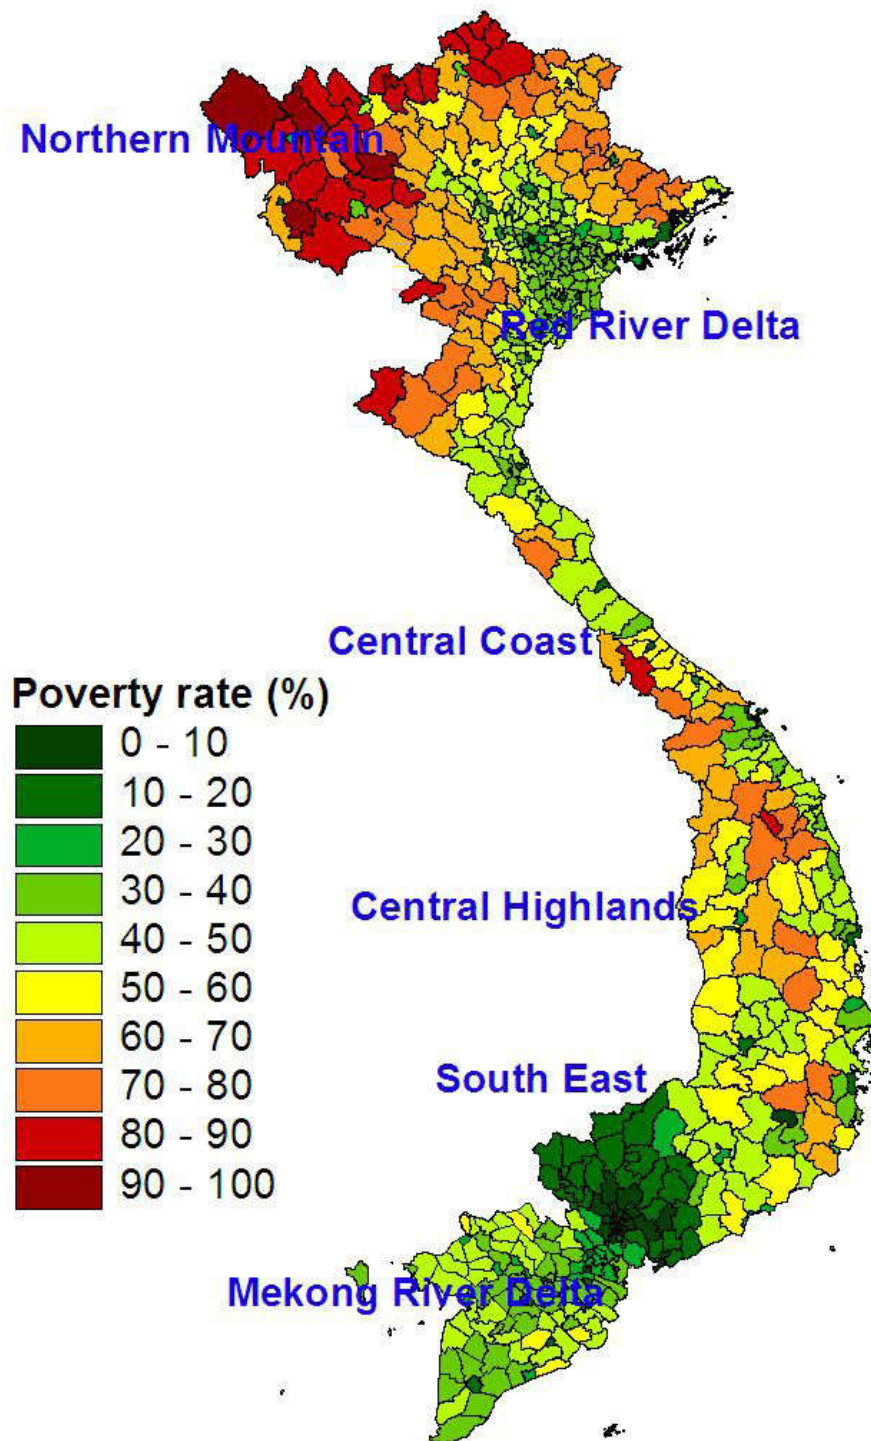 Northern Mountain
Red River Delta
Central Coast
Poverty rate (%)
0 - 10
10 - 20
20 - 30
30 - 40
40 - 50
50 - 60
60 - 70
70 - 80
80 - 90
90 - 100
Central Highlands
South East
Mekong River Delta